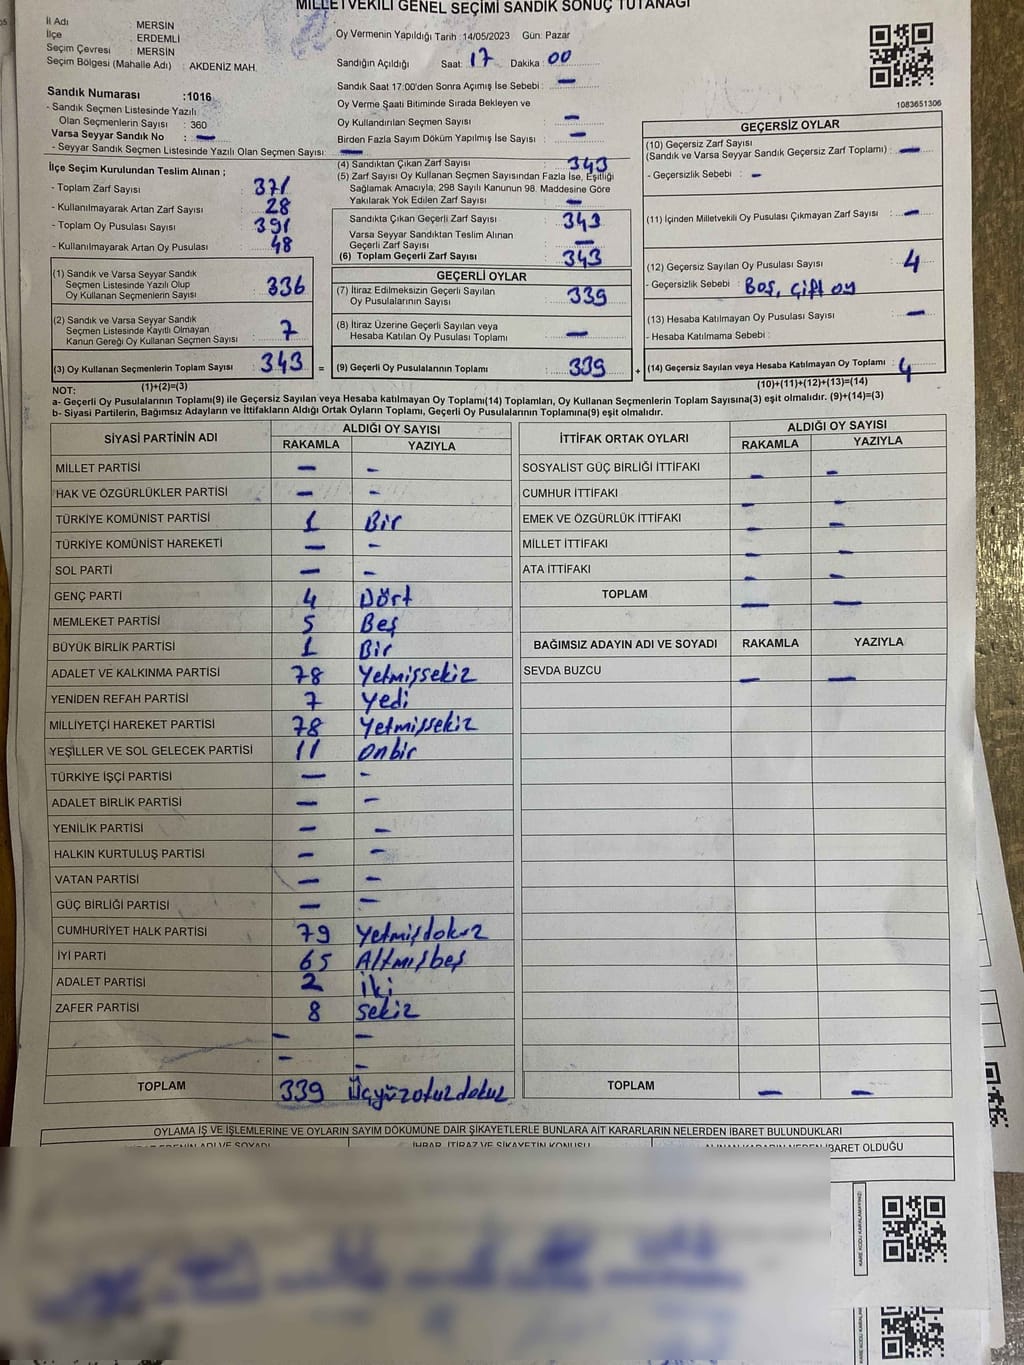 MİLLETVEKİLİ GENEL SEÇİMİ SANDIK SONUÇ TUTANAĞI
İl Adı : MERSİN
İlçe : ERDEMLİ
Seçim Çevresi : MERSİN
Seçim Bölgesi (Mahalle Adı) : AKDENİZ MAH.
Oy Vermenin Yapıldığı Tarih :14/05/2023 Gün: Pazar
Sandığın Açıldığı Saat: 17 Dakika: 00
Sandık Saat 17:00'den Sonra Açımış İse Sebebi : –
Oy Verme Şaati Bitiminde Sırada Bekleyen ve
Oy Kullandırılan Seçmen Sayısı : –
Birden Fazla Sayım Döküm Yapılmış İse Sayısı : –
1083651306
Sandık Numarası :1016
- Sandık Seçmen Listesinde Yazılı
Olan Seçmenlerin Sayısı : 360
Varsa Seyyar Sandık No : –
- Seyyar Sandık Seçmen Listesinde Yazılı Olan Seçmen Sayısı: –
İlçe Seçim Kurulundan Teslim Alınan ;
- Toplam Zarf Sayısı : 371
- Kullanılmayarak Artan Zarf Sayısı : 28
- Toplam Oy Pusulası Sayısı : 391
- Kullanılmayarak Artan Oy Pusulası : 48
(1) Sandık ve Varsa Seyyar Sandık
Seçmen Listesinde Yazılı Olup
Oy Kullanan Seçmenlerin Sayısı : 336
(2) Sandık ve Varsa Seyyar Sandık
Seçmen Listesinde Kayıtlı Olmayan
Kanun Gereği Oy Kullanan Seçmen Sayısı : 7
(3) Oy Kullanan Seçmenlerin Toplam Sayısı : 343
(1)+(2)=(3)
(4) Sandıktan Çıkan Zarf Sayısı : 343
(5) Zarf Sayısı Oy Kullanan Seçmen Sayısından Fazla İse, Eşitliği
Sağlamak Amacıyla, 298 Sayılı Kanunun 98. Maddesine Göre
Yakılarak Yok Edilen Zarf Sayısı : –
Sandıkta Çıkan Geçerli Zarf Sayısı : 343
Varsa Seyyar Sandıktan Teslim Alınan
Geçerli Zarf Sayısı : –
(6) Toplam Geçerli Zarf Sayısı : 343
GEÇERLİ OYLAR
(7) İtiraz Edilmeksizin Geçerli Sayılan
Oy Pusulalarının Sayısı : 339
(8) İtiraz Üzerine Geçerli Sayılan veya
Hesaba Katılan Oy Pusulası Toplamı : –
= (9) Geçerli Oy Pusulalarının Toplamı : 339
GEÇERSİZ OYLAR
(10) Geçersiz Zarf Sayısı
(Sandık ve Varsa Seyyar Sandık Geçersiz Zarf Toplamı) : –
- Geçersizlik Sebebi : –
(11) İçinden Milletvekili Oy Pusulası Çıkmayan Zarf Sayısı : –
(12) Geçersiz Sayılan Oy Pusulası Sayısı : 4
- Geçersizlik Sebebi : Boş, çift oy
(13) Hesaba Katılmayan Oy Pusulası Sayısı : –
- Hesaba Katılmama Sebebi :
+ (14) Geçersiz Sayılan veya Hesaba Katılmayan Oy Toplamı : 4
(10)+(11)+(12)+(13)=(14)
NOT:
a- Geçerli Oy Pusulalarının Toplamı(9) ile Geçersiz Sayılan veya Hesaba Katılmayan Oy Toplamı(14) Toplamları, Oy Kullanan Seçmenlerin Toplam Sayısına(3) eşit olmalıdır. (9)+(14)=(3)
b- Siyasi Partilerin, Bağımsız Adayların ve İttifakların Aldığı Ortak Oyların Toplamı, Geçerli Oy Pusulalarının Toplamına(9) eşit olmalıdır.
SİYASİ PARTİNİN ADI ALDIĞI OY SAYISI
RAKAMLA YAZIYLA
MİLLET PARTİSİ – –
HAK VE ÖZGÜRLÜKLER PARTİSİ – –
TÜRKİYE KOMÜNİST PARTİSİ 1 Bir
TÜRKİYE KOMÜNİST HAREKETİ – –
SOL PARTİ – –
GENÇ PARTİ 4 Dört
MEMLEKET PARTİSİ 5 Beş
BÜYÜK BİRLİK PARTİSİ 1 Bir
ADALET VE KALKINMA PARTİSİ 78 Yetmişsekiz
YENİDEN REFAH PARTİSİ 7 Yedi
MİLLİYETÇİ HAREKET PARTİSİ 78 Yetmişsekiz
YEŞİLLER VE SOL GELECEK PARTİSİ 11 Onbir
TÜRKİYE İŞÇİ PARTİSİ – –
ADALET BİRLİK PARTİSİ – –
YENİLİK PARTİSİ – –
HALKIN KURTULUŞ PARTİSİ – –
VATAN PARTİSİ – –
GÜÇ BİRLİĞİ PARTİSİ – –
CUMHURİYET HALK PARTİSİ 79 Yetmişdokuz
İYİ PARTİ 65 Altmışbeş
ADALET PARTİSİ 2 İki
ZAFER PARTİSİ 8 Sekiz
– –
– –
TOPLAM 339 Üçyüzotuzdokuz
İTTİFAK ORTAK OYLARI ALDIĞI OY SAYISI
RAKAMLA YAZIYLA
SOSYALİST GÜÇ BİRLİĞİ İTTİFAKI – –
CUMHUR İTTİFAKI – –
EMEK VE ÖZGÜRLÜK İTTİFAKI – –
MİLLET İTTİFAKI – –
ATA İTTİFAKI – –
TOPLAM – –
BAĞIMSIZ ADAYIN ADI VE SOYADI RAKAMLA YAZIYLA
SEVDA BUZCU – –
TOPLAM – –
OYLAMA İŞ VE İŞLEMLERİNE VE OYLARIN SAYIM DÖKÜMÜNE DAİR ŞİKAYETLERLE BUNLARA AİT KARARLARIN NELERDEN İBARET BULUNDUKLARI
İHBAR, İTİRAZ VE ŞİKAYETİN KONUSU
İBARET OLDUĞU